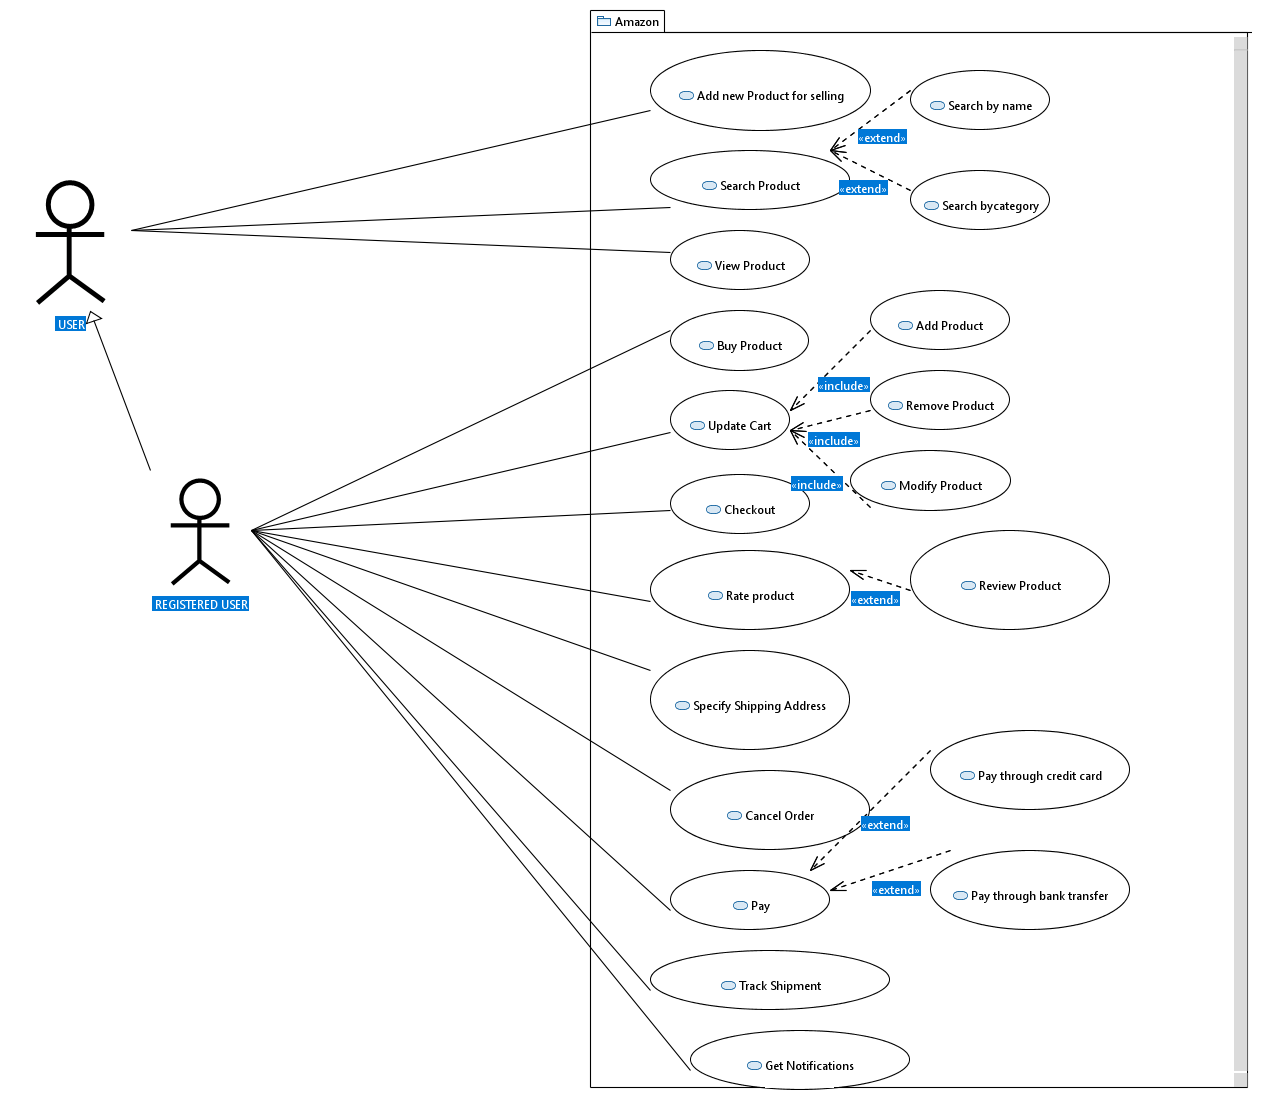 Amazon
Add new Product for selling
Search by name
«extend»
Search Product
«extend»
Search bycategory
View Product
USER
Add Product
Buy Product
«include»
Remove Product
Update Cart
«include»
«include»
Modify Product
Checkout
REGISTERED USER
Rate product
«extend»
Review Product
Specify Shipping Address
Pay through credit card
Cancel Order
«extend»
«extend»
Pay through bank transfer
Pay
Track Shipment
Get Notifications